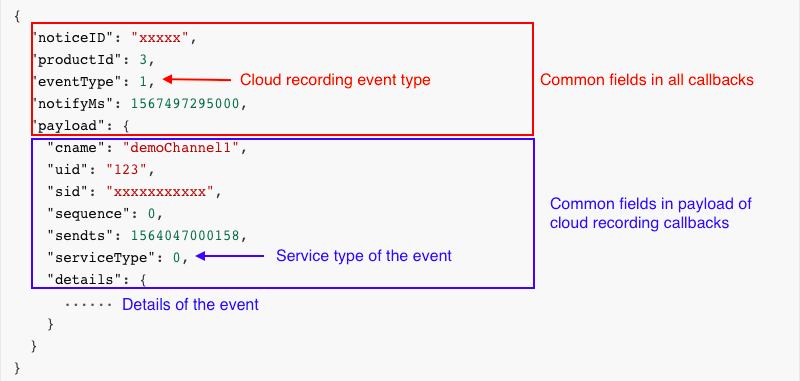 {
"noticeID": "xxxxx",
"productId": 3,
"eventType": 1, Cloud recording event type
Common fields in all callbacks
"notifyMs": 1567497295000,
"payload": {
"cname": "demoChannel1",
"uid": "123",
"sid": "xxxxxxxxxxx",
"sequence": 0,
"sendts": 1564047000158,
Common fields in payload of
cloud recording callbacks
"serviceType": 0, Service type of the event
"details": {
...... Details of the event
}
}
}